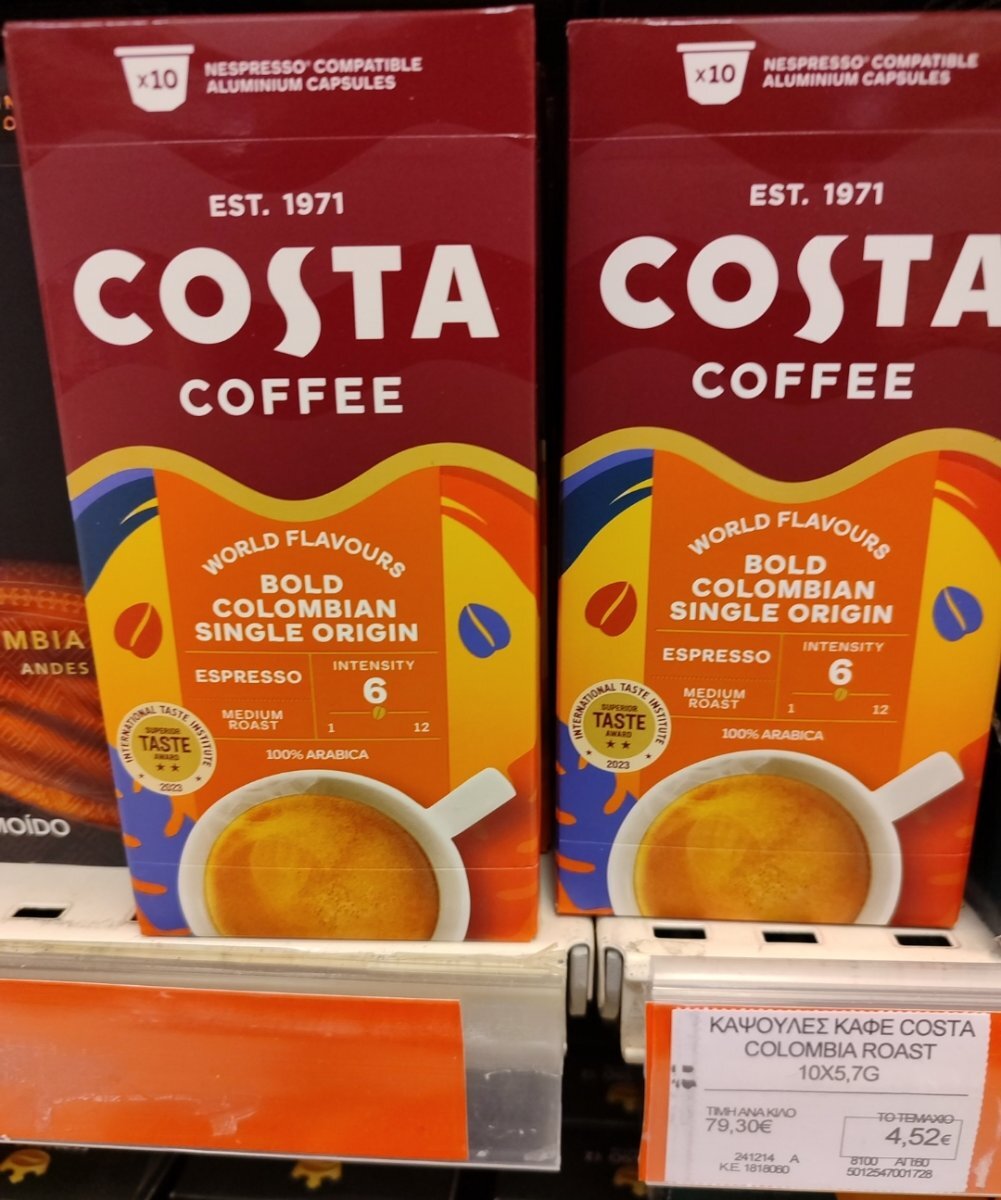 x10
NESPRESSO® COMPATIBLE
ALUMINIUM CAPSULES
EST. 1971
COSTA
COFFEE
WORLD FLAVOURS
BOLD
COLOMBIAN
SINGLE ORIGIN
ESPRESSO
INTENSITY
6
MEDIUM
ROAST
1
12
100% ARABICA
INTERNATIONAL TASTE INSTITUTE
SUPERIOR
TASTE
AWARD
2023
x10
NESPRESSO® COMPATIBLE
ALUMINIUM CAPSULES
EST. 1971
COSTA
COFFEE
WORLD FLAVOURS
BOLD
COLOMBIAN
SINGLE ORIGIN
ESPRESSO
INTENSITY
6
MEDIUM
ROAST
1
12
100% ARABICA
INTERNATIONAL TASTE INSTITUTE
SUPERIOR
TASTE
AWARD
2023
MBIA
ANDES
MOÍDO
ΚΑΨΟΥΛΕΣ ΚΑΦΕ COSTA
COLOMBIA ROAST
10X5,7G
ΤΙΜΗ ΑΝΑ ΚΙΛΟ
79,30€
ΤΟ ΤΕΜΑΧΙΟ
4,52€
241214 A
K.E. 1818080
8100
5012547001728